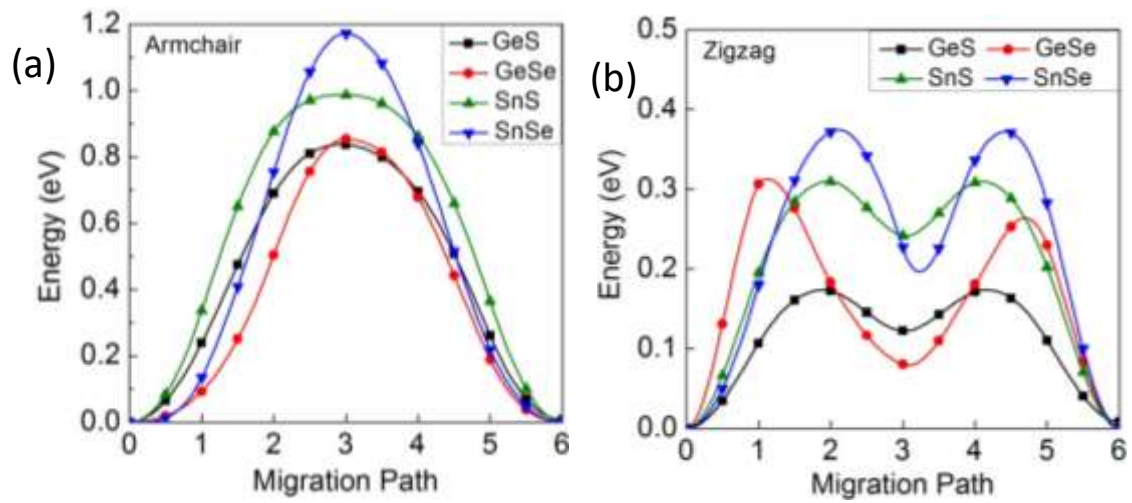 (a)
Armchair
GeS
GeSe
SnS
SnSe
1.2
1.0
0.8
0.6
0.4
0.2
0.0
Energy (eV)
0 1 2 3 4 5 6
Migration Path
(b)
Zigzag
GeS GeSe
SnS SnSe
0.5
0.4
0.3
0.2
0.1
0.0
Energy (eV)
0 1 2 3 4 5 6
Migration Path